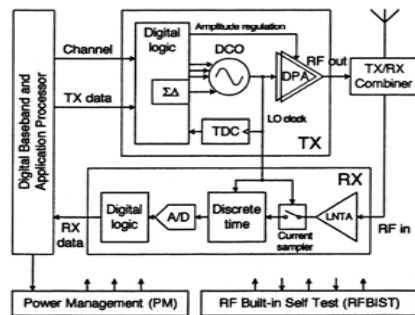 Digital Baseband and
Application Processor
Channel
TX data
Digital
logic
ΣΔ
Amplitude regulation
DCO
DPA
RF out
TDC
LO clock
TX
TX/RX
Combiner
RX
Digital
logic
A/D
Discrete
time
Current
sampler
LNTA
RF in
RX
data
Power Management (PM)
RF Built-in Self Test (RFBIST)